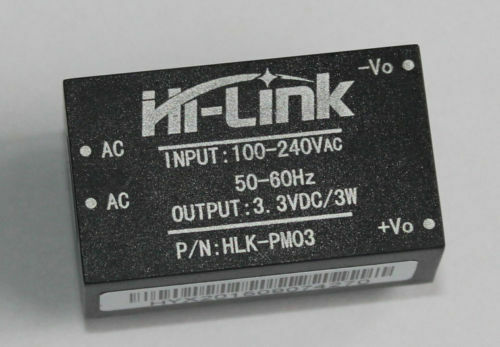 Hi-Link
-Vo
AC
INPUT:100-240VAC
50-60Hz
AC
OUTPUT:3.3VDC/3W
+Vo
P/N:HLK-PM03